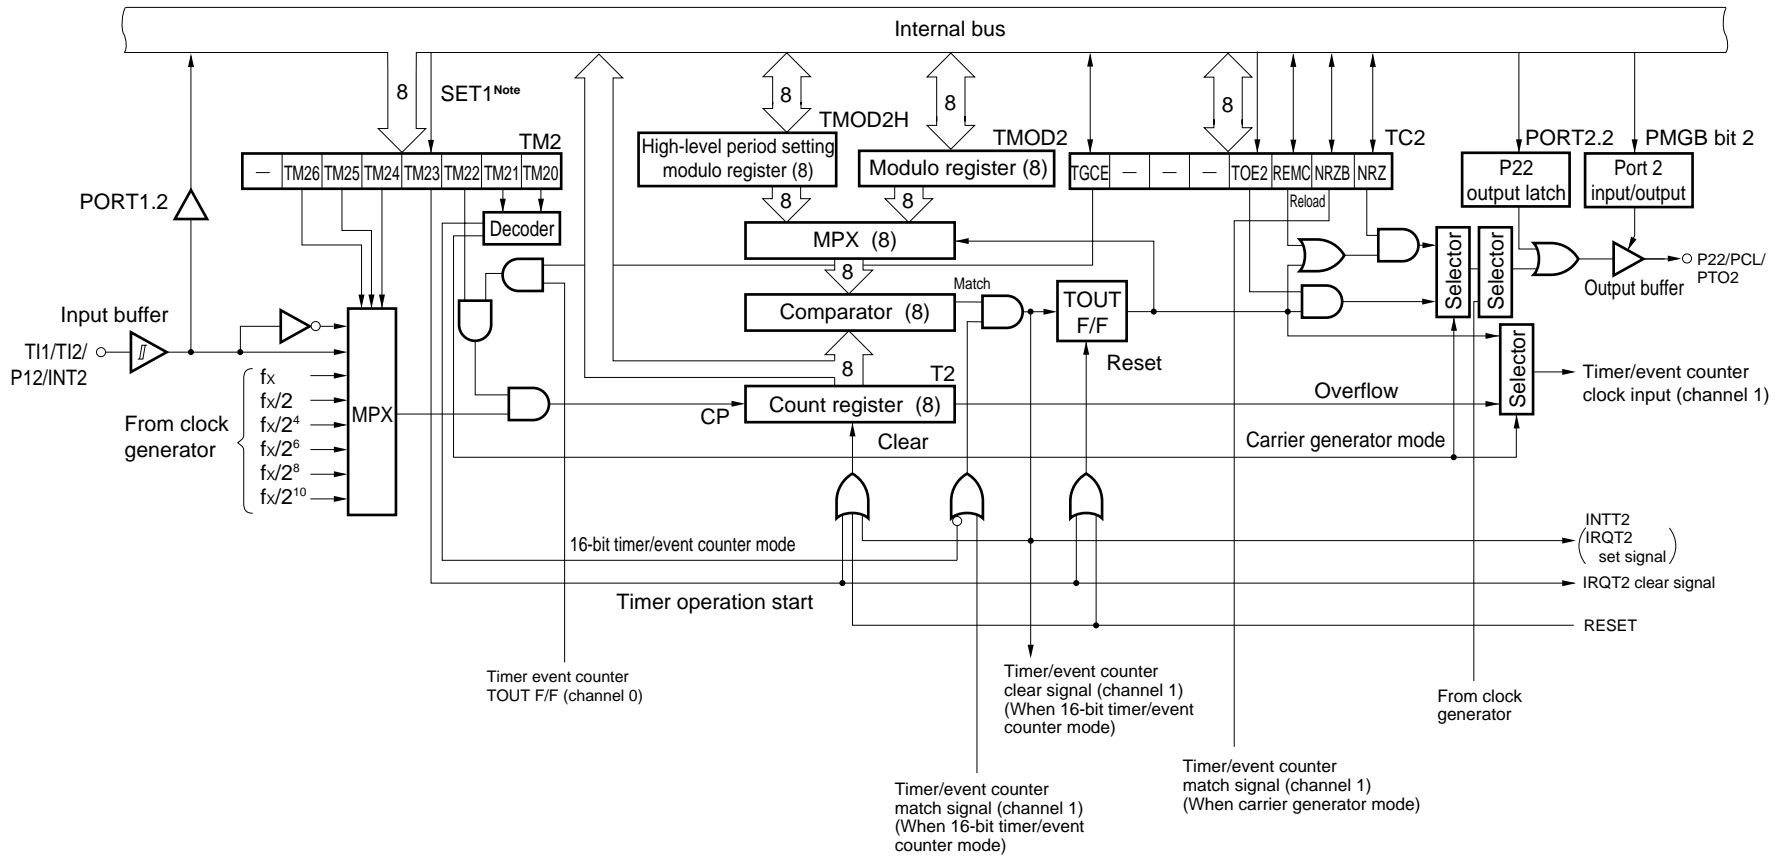 Internal bus
8
SET1Note
8
8
8
TMOD2H
TMOD2
TM2
TC2
PORT2.2
PMGB bit 2
— TM26 TM25 TM24 TM23 TM22 TM21 TM20
High-level period setting
modulo register (8)
Modulo register (8)
TGCE — — — TOE2 REMC NRZB NRZ
P22
output latch
Port 2
input/output
PORT1.2
Decoder
8
8
Reload
MPX (8)
8
Selector
Selector
P22/PCL/
PTO2
Output buffer
Match
Comparator (8)
TOUT
F/F
Input buffer
TI1/TI2/
P12/INT2
Reset
8
T2
Selector
Timer/event counter
clock input (channel 1)
fX
fX/2
fX/2⁴
fX/2⁶
fX/2⁸
fX/2¹⁰
From clock
generator
MPX
CP
Count register (8)
Overflow
Clear
Carrier generator mode
16-bit timer/event counter mode
INTT2
IRQT2
set signal
Timer operation start
IRQT2 clear signal
RESET
Timer event counter
TOUT F/F (channel 0)
Timer/event counter
clear signal (channel 1)
(When 16-bit timer/event
counter mode)
From clock
generator
Timer/event counter
match signal (channel 1)
(When 16-bit timer/event
counter mode)
Timer/event counter
match signal (channel 1)
(When carrier generator mode)